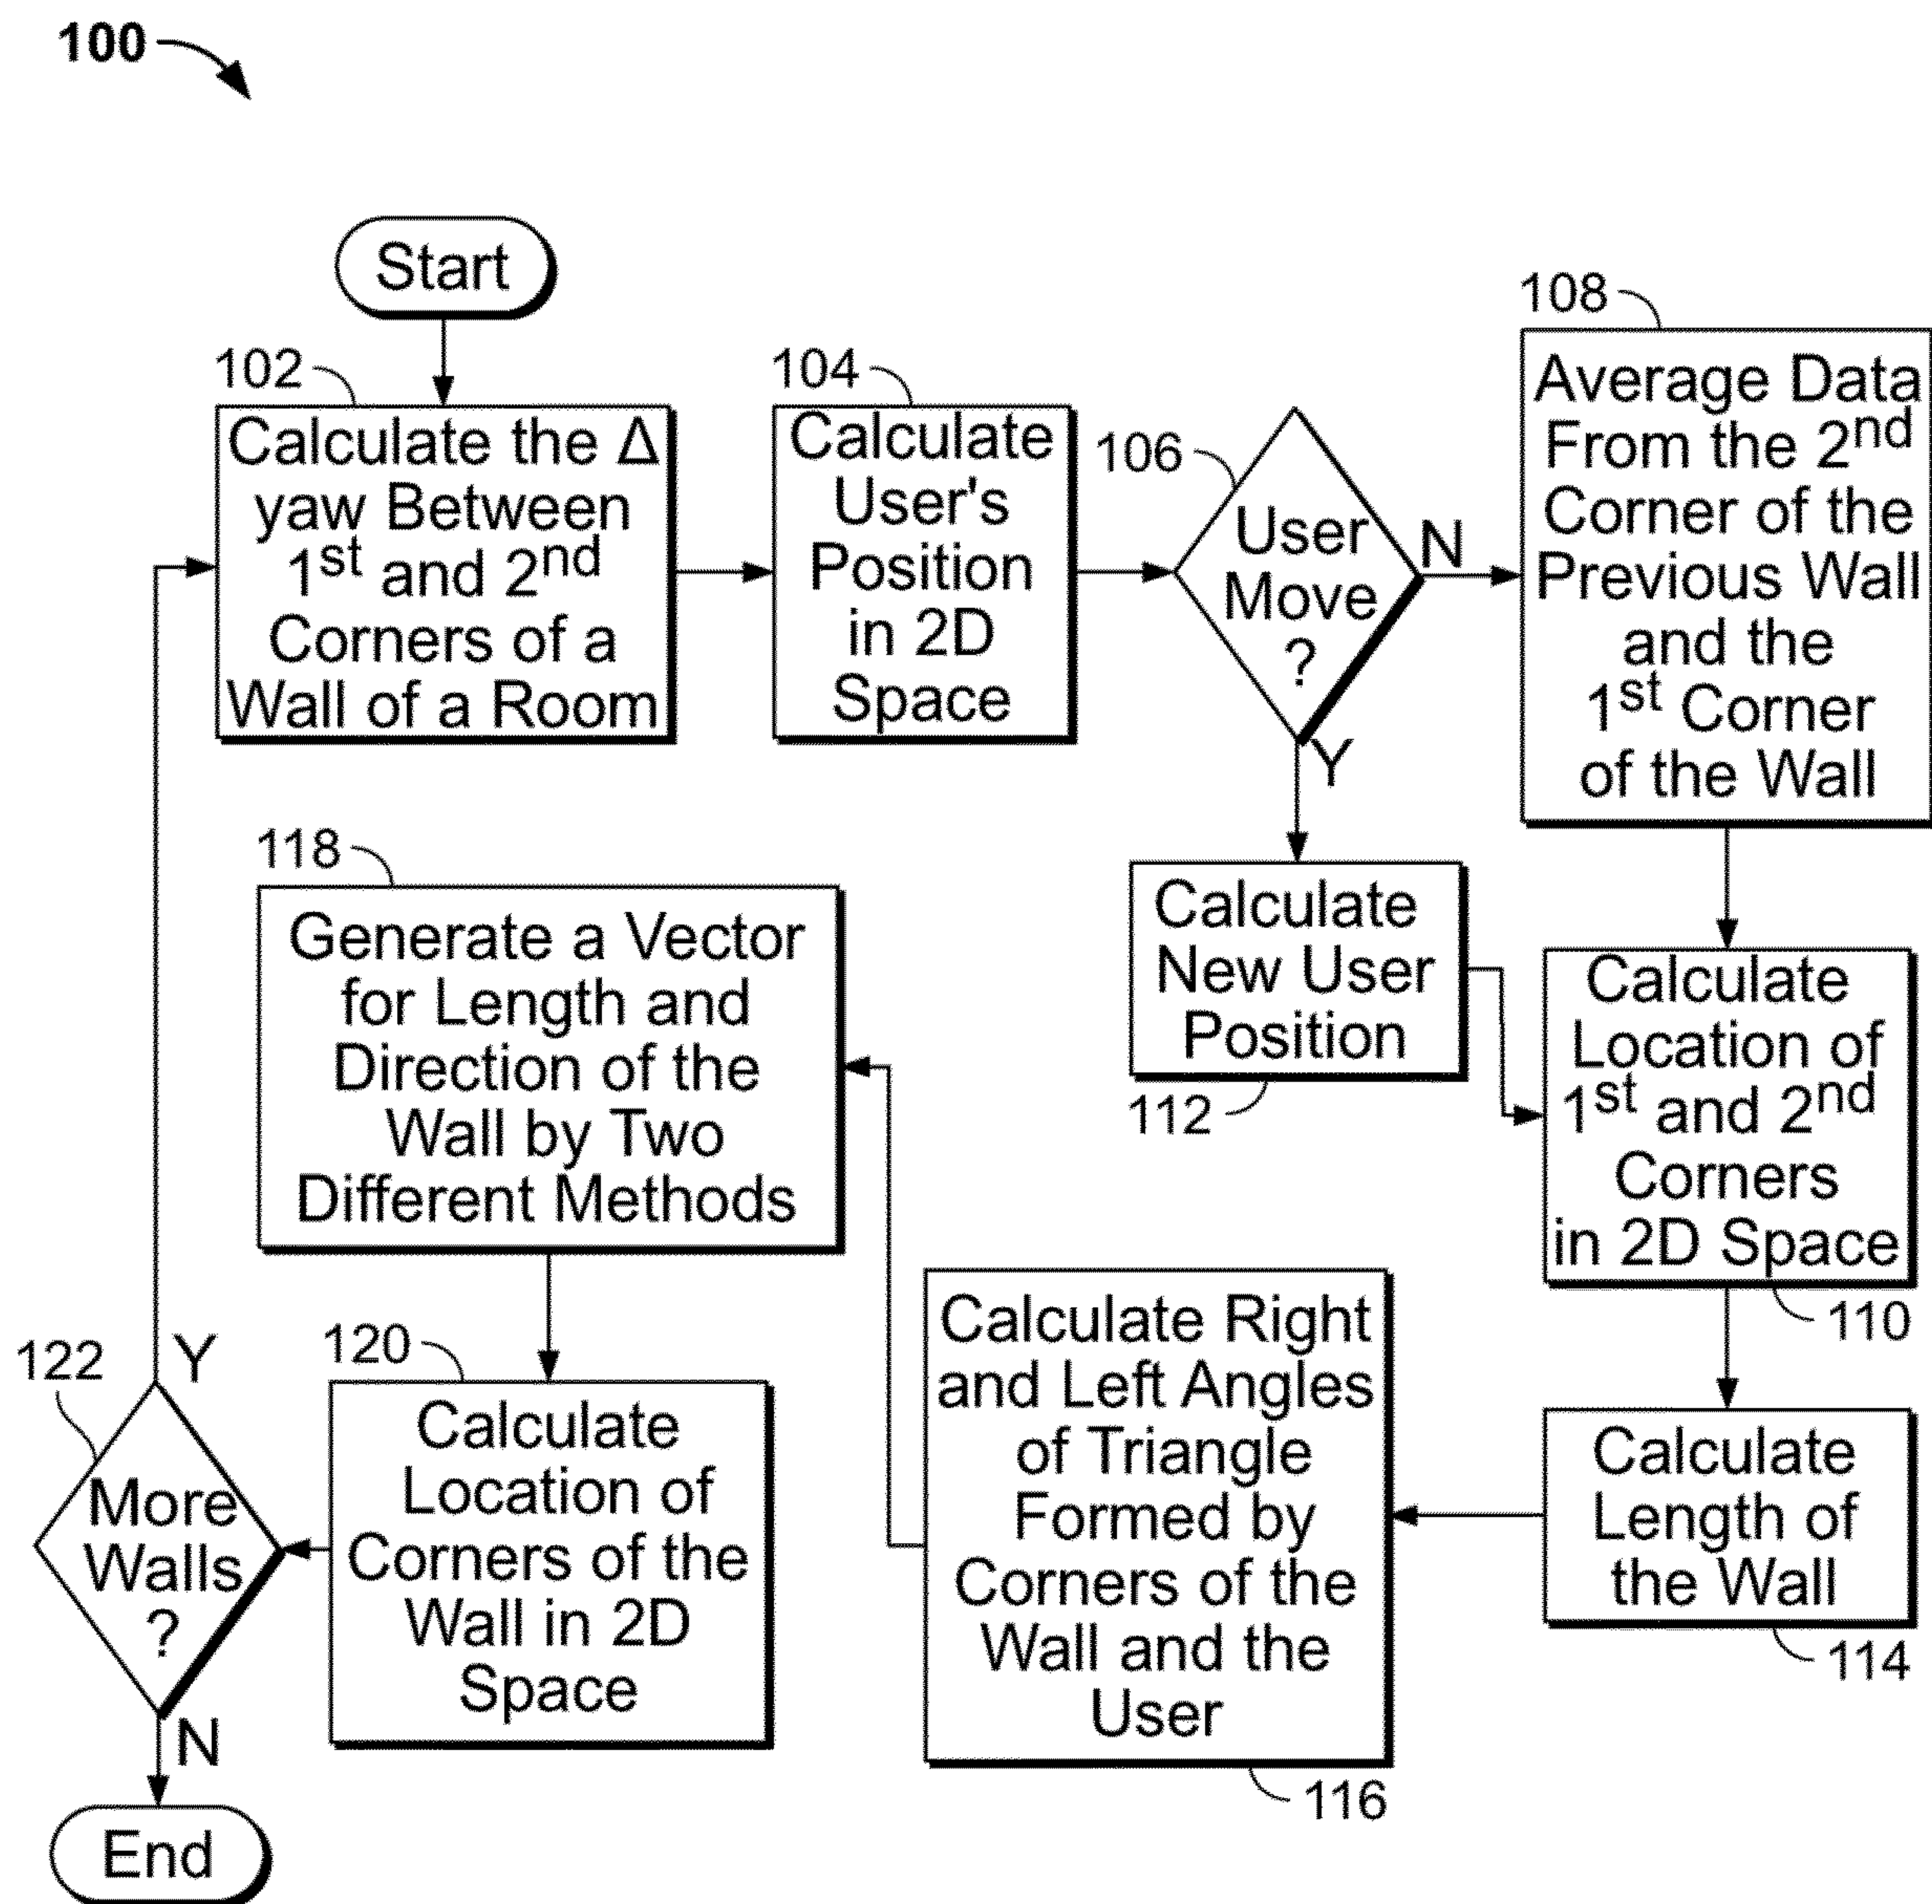 100
Start
102
Calculate the Δ
yaw Between
1st and 2nd
Corners of a
Wall of a Room
104
Calculate
User's
Position
in 2D
Space
106
User
Move
?
N
Y
108
Average Data
From the 2nd
Corner of the
Previous Wall
and the
1st Corner
of the Wall
112
Calculate
New User
Position
Calculate
Location of
1st and 2nd
Corners
in 2D Space
110
Calculate
Length of
the Wall
114
Calculate Right
and Left Angles
of Triangle
Formed by
Corners of the
Wall and the
User
116
118
Generate a Vector
for Length and
Direction of the
Wall by Two
Different Methods
120
Calculate
Location of
Corners of the
Wall in 2D
Space
122
Y
More
Walls
?
N
End